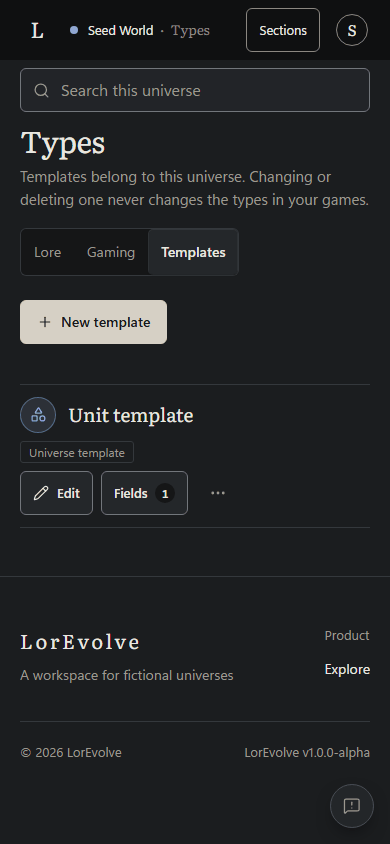 L Seed World · Types Sections S
Search this universe
Types
Templates belong to this universe. Changing or
deleting one never changes the types in your games.
Lore Gaming Templates
+ New template
Unit template
Universe template
Edit Fields 1 ···
LorEvolve Product
A workspace for fictional universes Explore
© 2026 LorEvolve LorEvolve v1.0.0-alpha